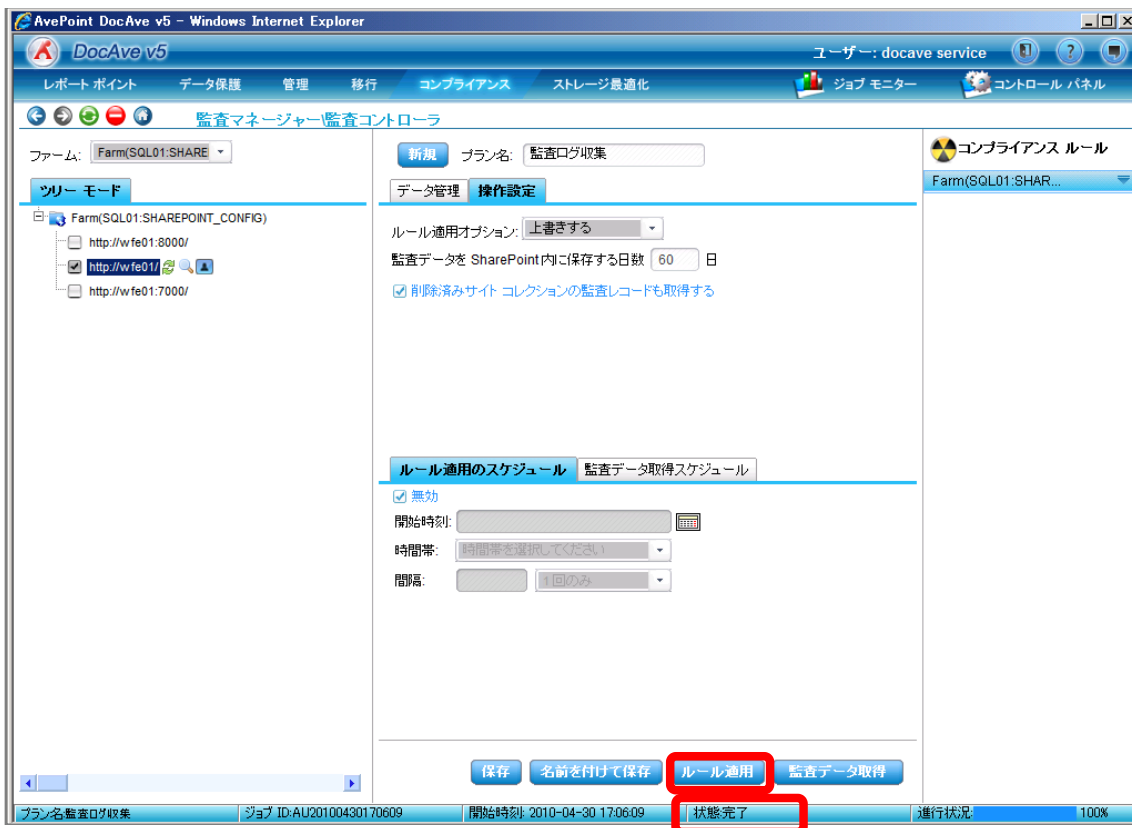 AvePoint DocAve v5 - Windows Internet Explorer
DocAve v5
ユーザー: docave service
レポート ポイント データ保護 管理 移行 コンプライアンス ストレージ最適化 ジョブ モニター コントロール パネル
監査マネージャー\監査コントローラ
ファーム: Farm(SQL01:SHARE
ツリー モード
Farm(SQL01:SHAREPOINT_CONFIG)
http://wfe01:8000/
http://wfe01/
http://wfe01:7000/
新規 プラン名: 監査ログ収集
データ管理 操作設定
ルール適用オプション: 上書きする
監査データを SharePoint内に保存する日数 60 日
削除済みサイト コレクションの監査レコードも取得する
ルール適用のスケジュール 監査データ取得スケジュール
無効
開始時刻:
時間帯: 時間帯を選択してください
間隔: 1回のみ
保存 名前を付けて保存 ルール適用 監査データ取得
コンプライアンス ルール
Farm(SQL01:SHAR...
プラン名:監査ログ収集 ジョブ ID:AU20100430170609 開始時刻: 2010-04-30 17:06:09 状態:完了 進行状況: 100%